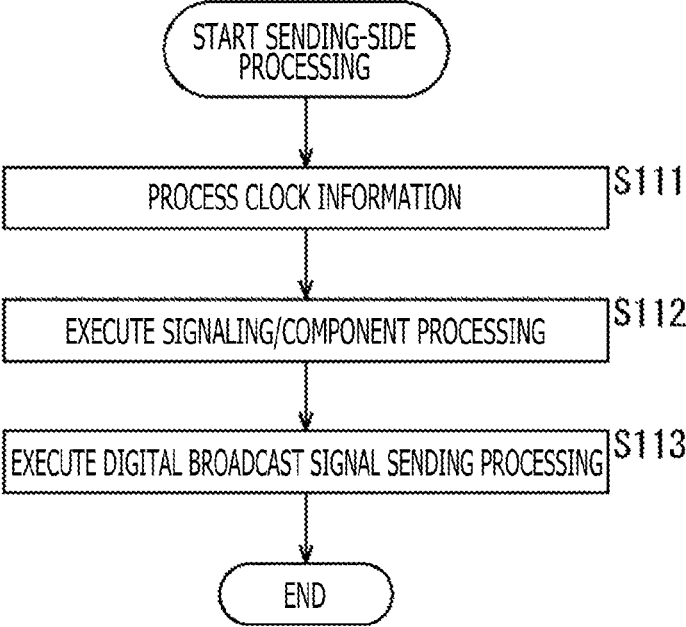 START SENDING-SIDE
PROCESSING
PROCESS CLOCK INFORMATION
S111
EXECUTE SIGNALING/COMPONENT PROCESSING
S112
EXECUTE DIGITAL BROADCAST SIGNAL SENDING PROCESSING
S113
END